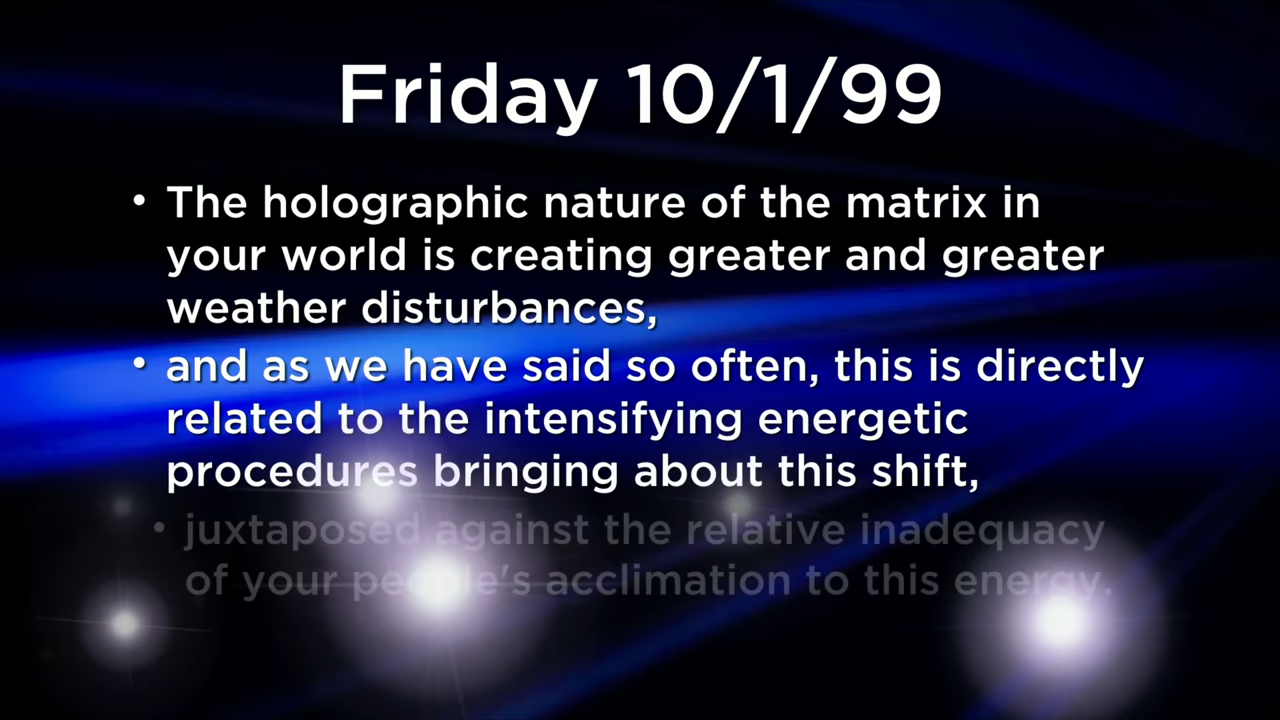 Friday 10/1/99
• The holographic nature of the matrix in
your world is creating greater and greater
weather disturbances,
• and as we have said so often, this is directly
related to the intensifying energetic
procedures bringing about this shift,
• juxtaposed against the relative inadequacy
of your people's acclimation to this energy.